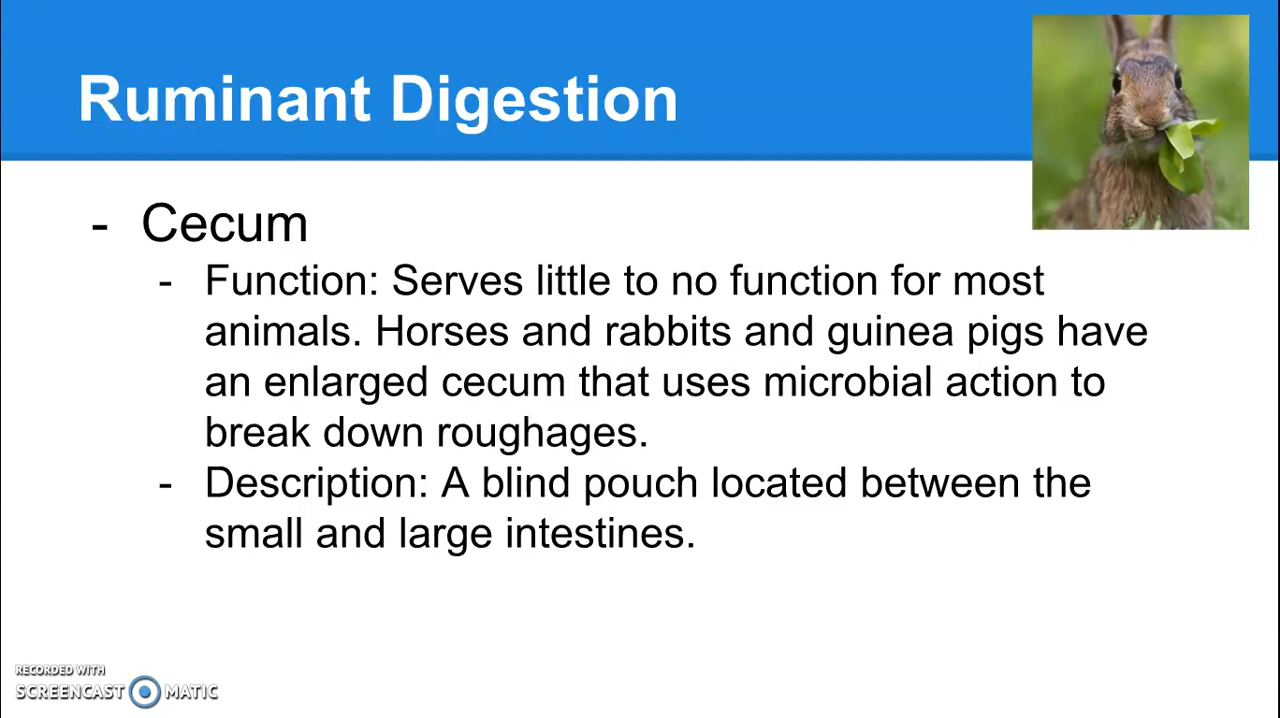 Ruminant Digestion
- Cecum
- Function: Serves little to no function for most
animals. Horses and rabbits and guinea pigs have
an enlarged cecum that uses microbial action to
break down roughages.
- Description: A blind pouch located between the
small and large intestines.
RECORDED WITH
SCREENCAST MATIC